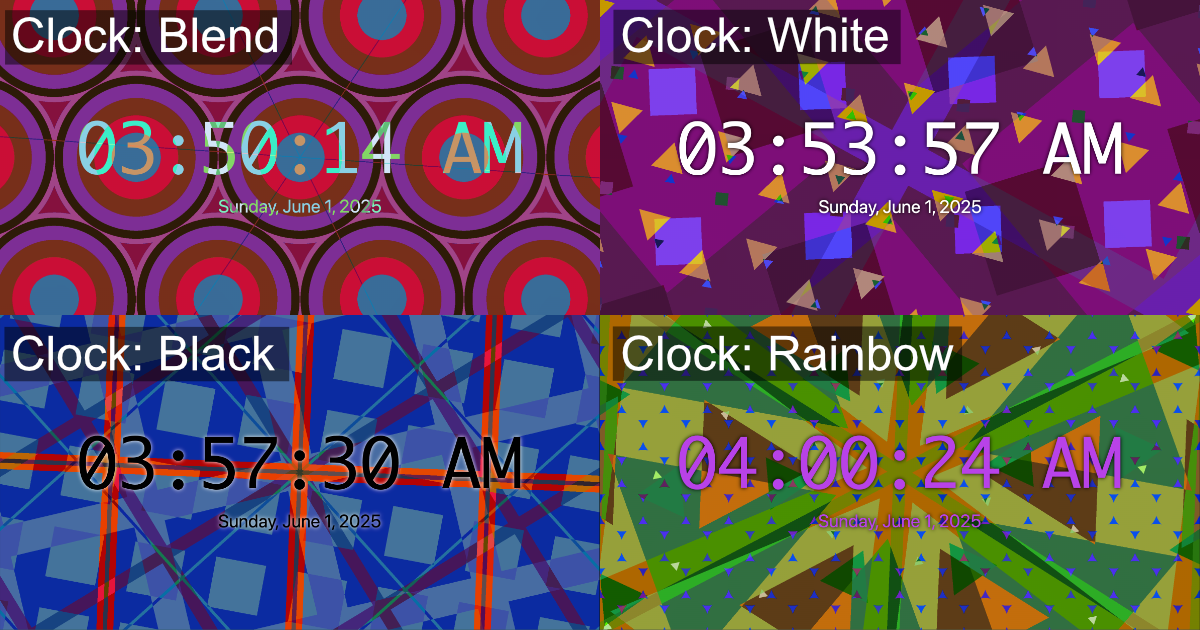 Clock: Blend
03:50:14 AM
Sunday, June 1, 2025
Clock: White
03:53:57 AM
Sunday, June 1, 2025
Clock: Black
03:57:30 AM
Sunday, June 1, 2025
Clock: Rainbow
04:00:24 AM
Sunday, June 1, 2025